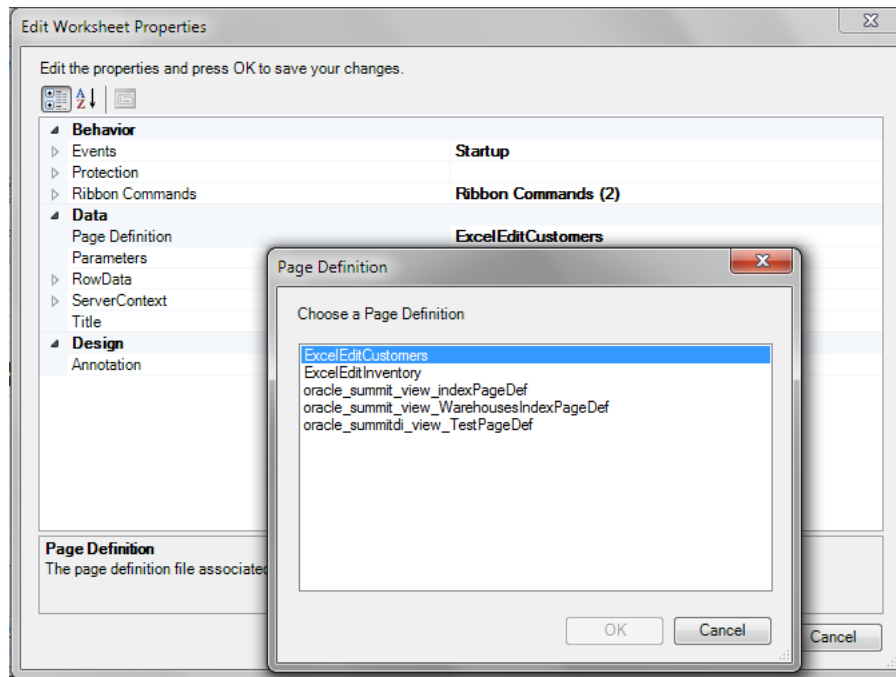 Edit Worksheet Properties
Edit the properties and press OK to save your changes.
Behavior
Events Startup
Protection
Ribbon Commands Ribbon Commands (2)
Data
Page Definition ExcelEditCustomers
Parameters
RowData
ServerContext
Title
Design
Annotation
Page Definition
The page definition file associated
Cancel
Page Definition
Choose a Page Definition
ExcelEditCustomers
ExcelEditInventory
oracle_summit_view_indexPageDef
oracle_summit_view_WarehousesIndexPageDef
oracle_summitdi_view_TestPageDef
OK Cancel